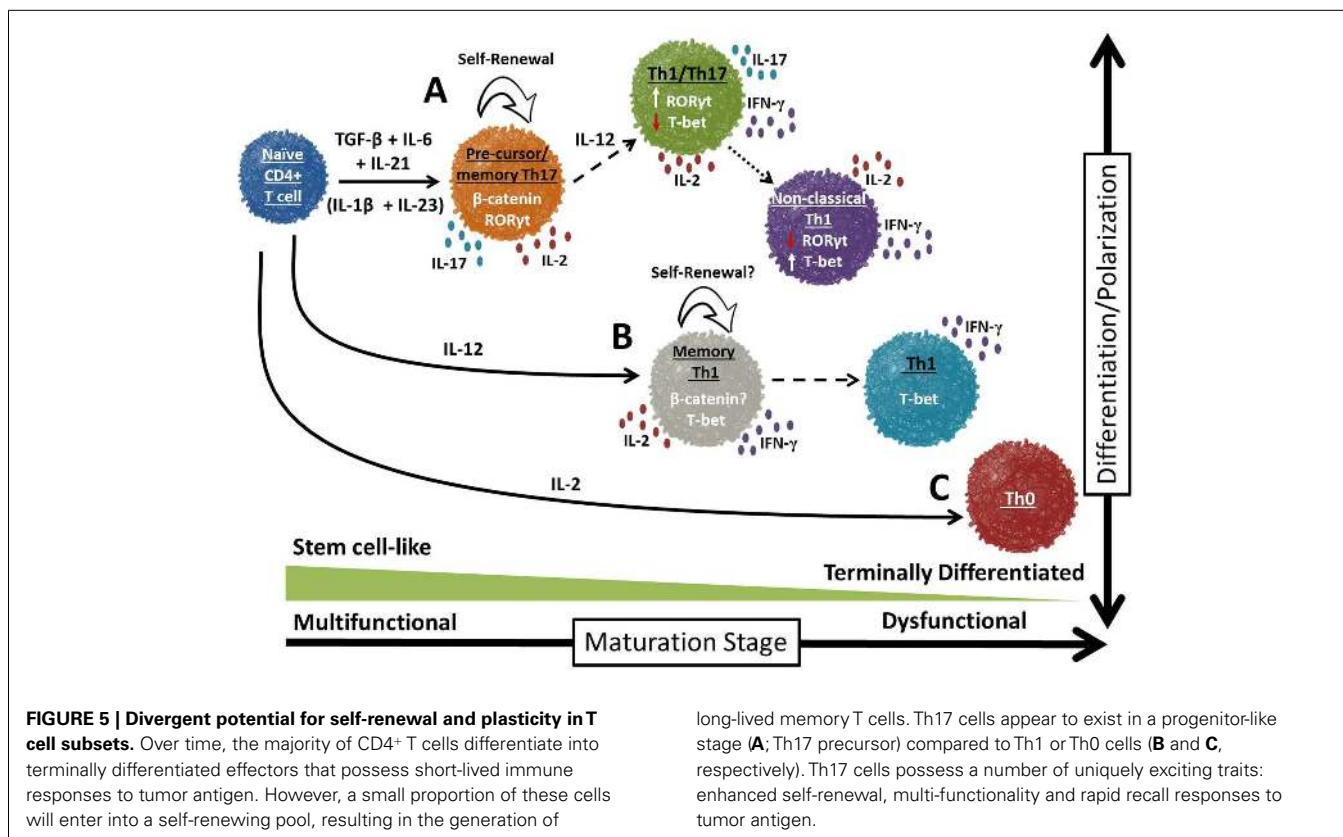 Self-Renewal
A
Naïve
CD4+
T cell
TGF-β + IL-6
+ IL-21
(IL-1β + IL-23)
Pre-cursor/
memory Th17
β-catenin
RORyt
IL-17
IL-2
IL-12
Th1/Th17
RORyt
T-bet
IL-17
IFN-γ
IL-2
Non-classical
Th1
RORyt
T-bet
IL-2
IFN-γ
Self-Renewal?
B
IL-12
Memory
Th1
β-catenin?
T-bet
IL-2
IFN-γ
Th1
T-bet
IFN-γ
IL-2
C
Th0
Differentiation/Polarization
Stem cell-like
Terminally Differentiated
Multifunctional
Dysfunctional
Maturation Stage
FIGURE 5 | Divergent potential for self-renewal and plasticity in T
cell subsets. Over time, the majority of CD4+ T cells differentiate into
terminally differentiated effectors that possess short-lived immune
responses to tumor antigen. However, a small proportion of these cells
will enter into a self-renewing pool, resulting in the generation of
long-lived memory T cells. Th17 cells appear to exist in a progenitor-like
stage (A; Th17 precursor) compared to Th1 or Th0 cells (B and C,
respectively). Th17 cells possess a number of uniquely exciting traits:
enhanced self-renewal, multi-functionality and rapid recall responses to
tumor antigen.